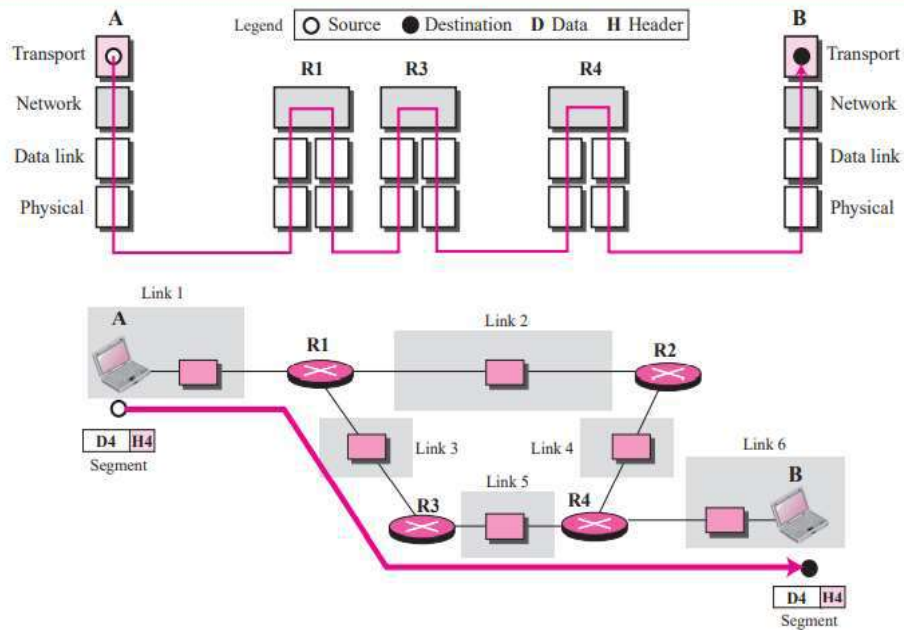 A
B
Legend Source Destination D Data H Header
Transport
Transport
R1 R3 R4
Network
Network
Data link
Data link
Physical
Physical
Link 1
A
Link 2
R1
R2
D4 H4
Segment
Link 3
Link 4
Link 6
B
Link 5
R3
R4
D4 H4
Segment